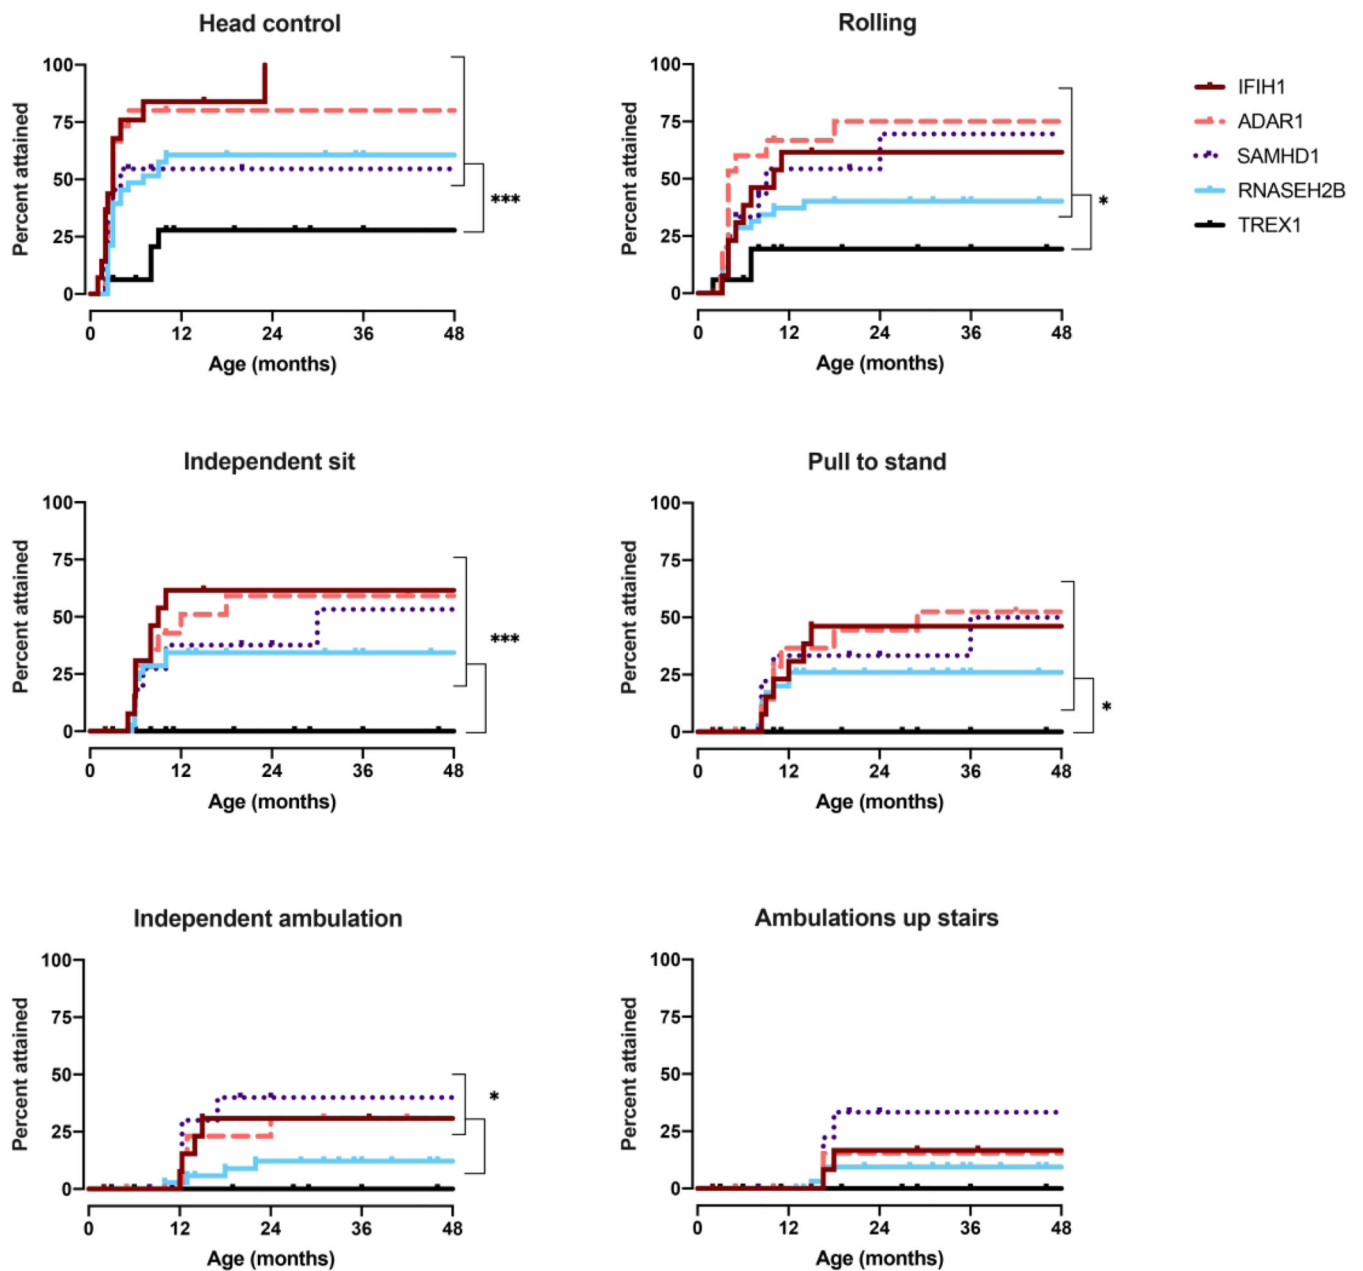 Head control
Percent attained
100
75
50
25
0
0 12 24 36 48
Age (months)
***
Rolling
Percent attained
100
75
50
25
0
0 12 24 36 48
Age (months)
*
IFIH1
ADAR1
SAMHD1
RNASEH2B
TREX1
Independent sit
Percent attained
100
75
50
25
0
0 12 24 36 48
Age (months)
***
Pull to stand
Percent attained
100
75
50
25
0
0 12 24 36 48
Age (months)
*
Independent ambulation
Percent attained
100
75
50
25
0
0 12 24 36 48
Age (months)
*
Ambulations up stairs
Percent attained
100
75
50
25
0
0 12 24 36 48
Age (months)